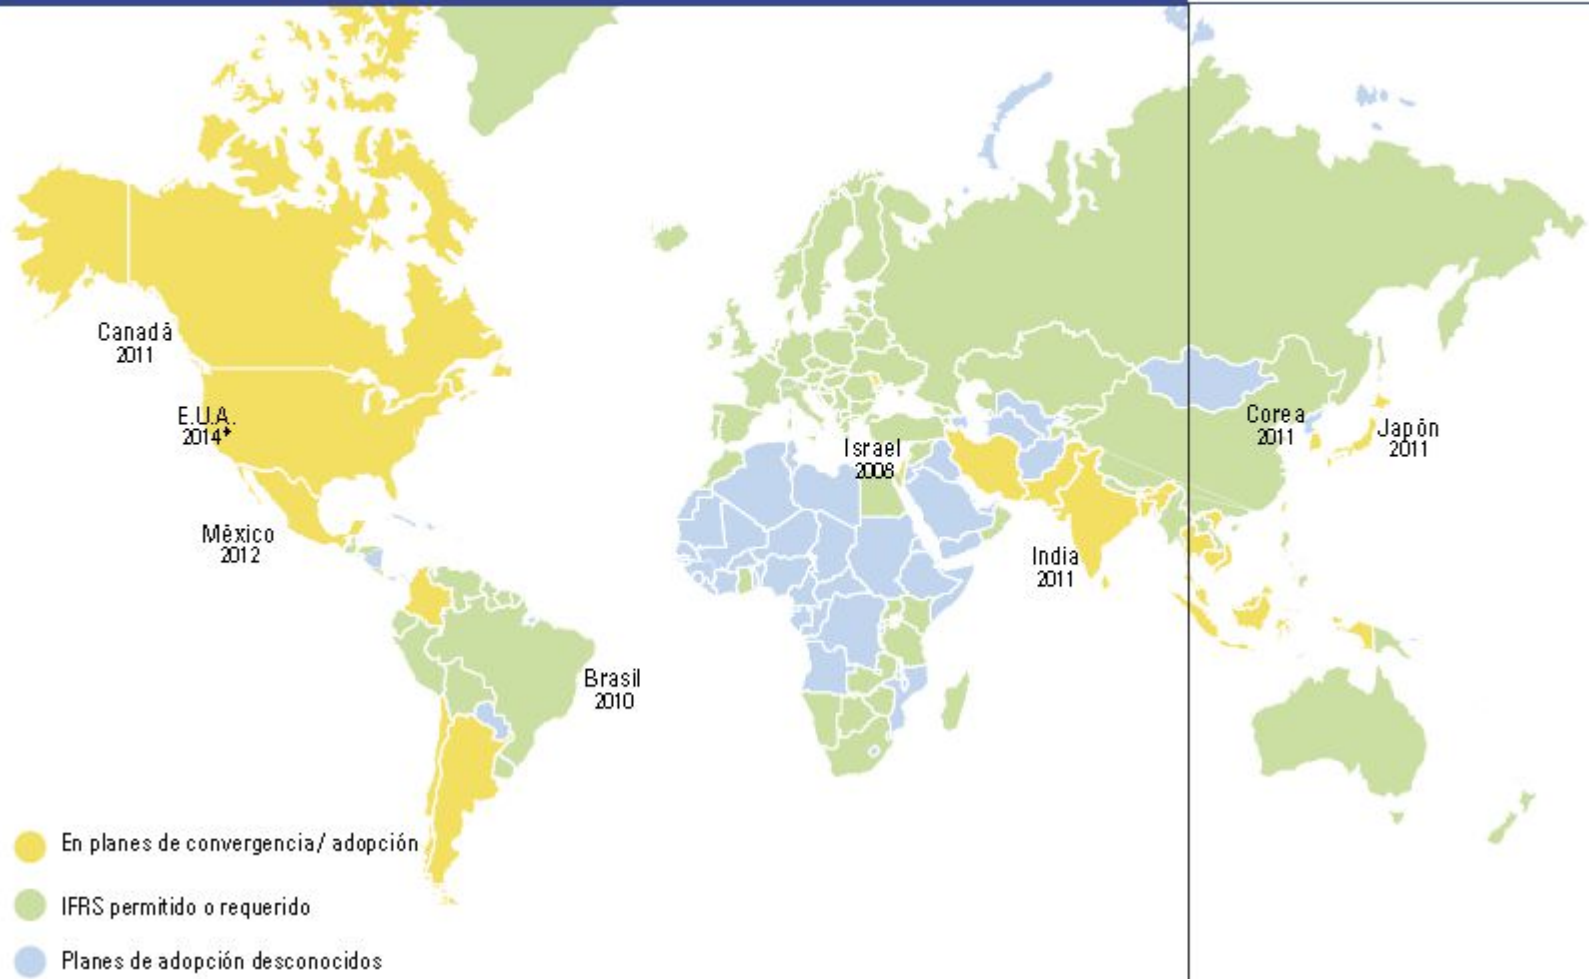 Canadá
2011
E.U.A.
2014*
México
2012
Brasil
2010
Israel
2008
India
2011
Corea
2011
Japón
2011
En planes de convergencia/ adopción
IFRS permitido o requerido
Planes de adopción desconocidos